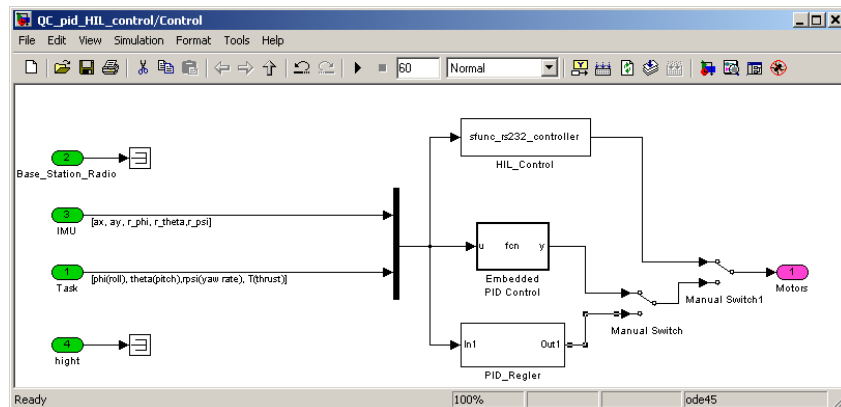 QC_pid_HIL_control/Control
File Edit View Simulation Format Tools Help
60 Normal
sfunc_rs232_controller
HIL_Control
2
Base_Station_Radio
3
IMU
[ax, ay, r_phi, r_theta,r_psi]
u fcn y
Embedded
PID Control
1
Task
[phi(roll), theta(pitch),rpsi(yaw rate), T(thrust)]
1
Motors
Manual Switch1
Manual Switch
In1 Out1
PID_Regler
4
hight
Ready 100% ode45